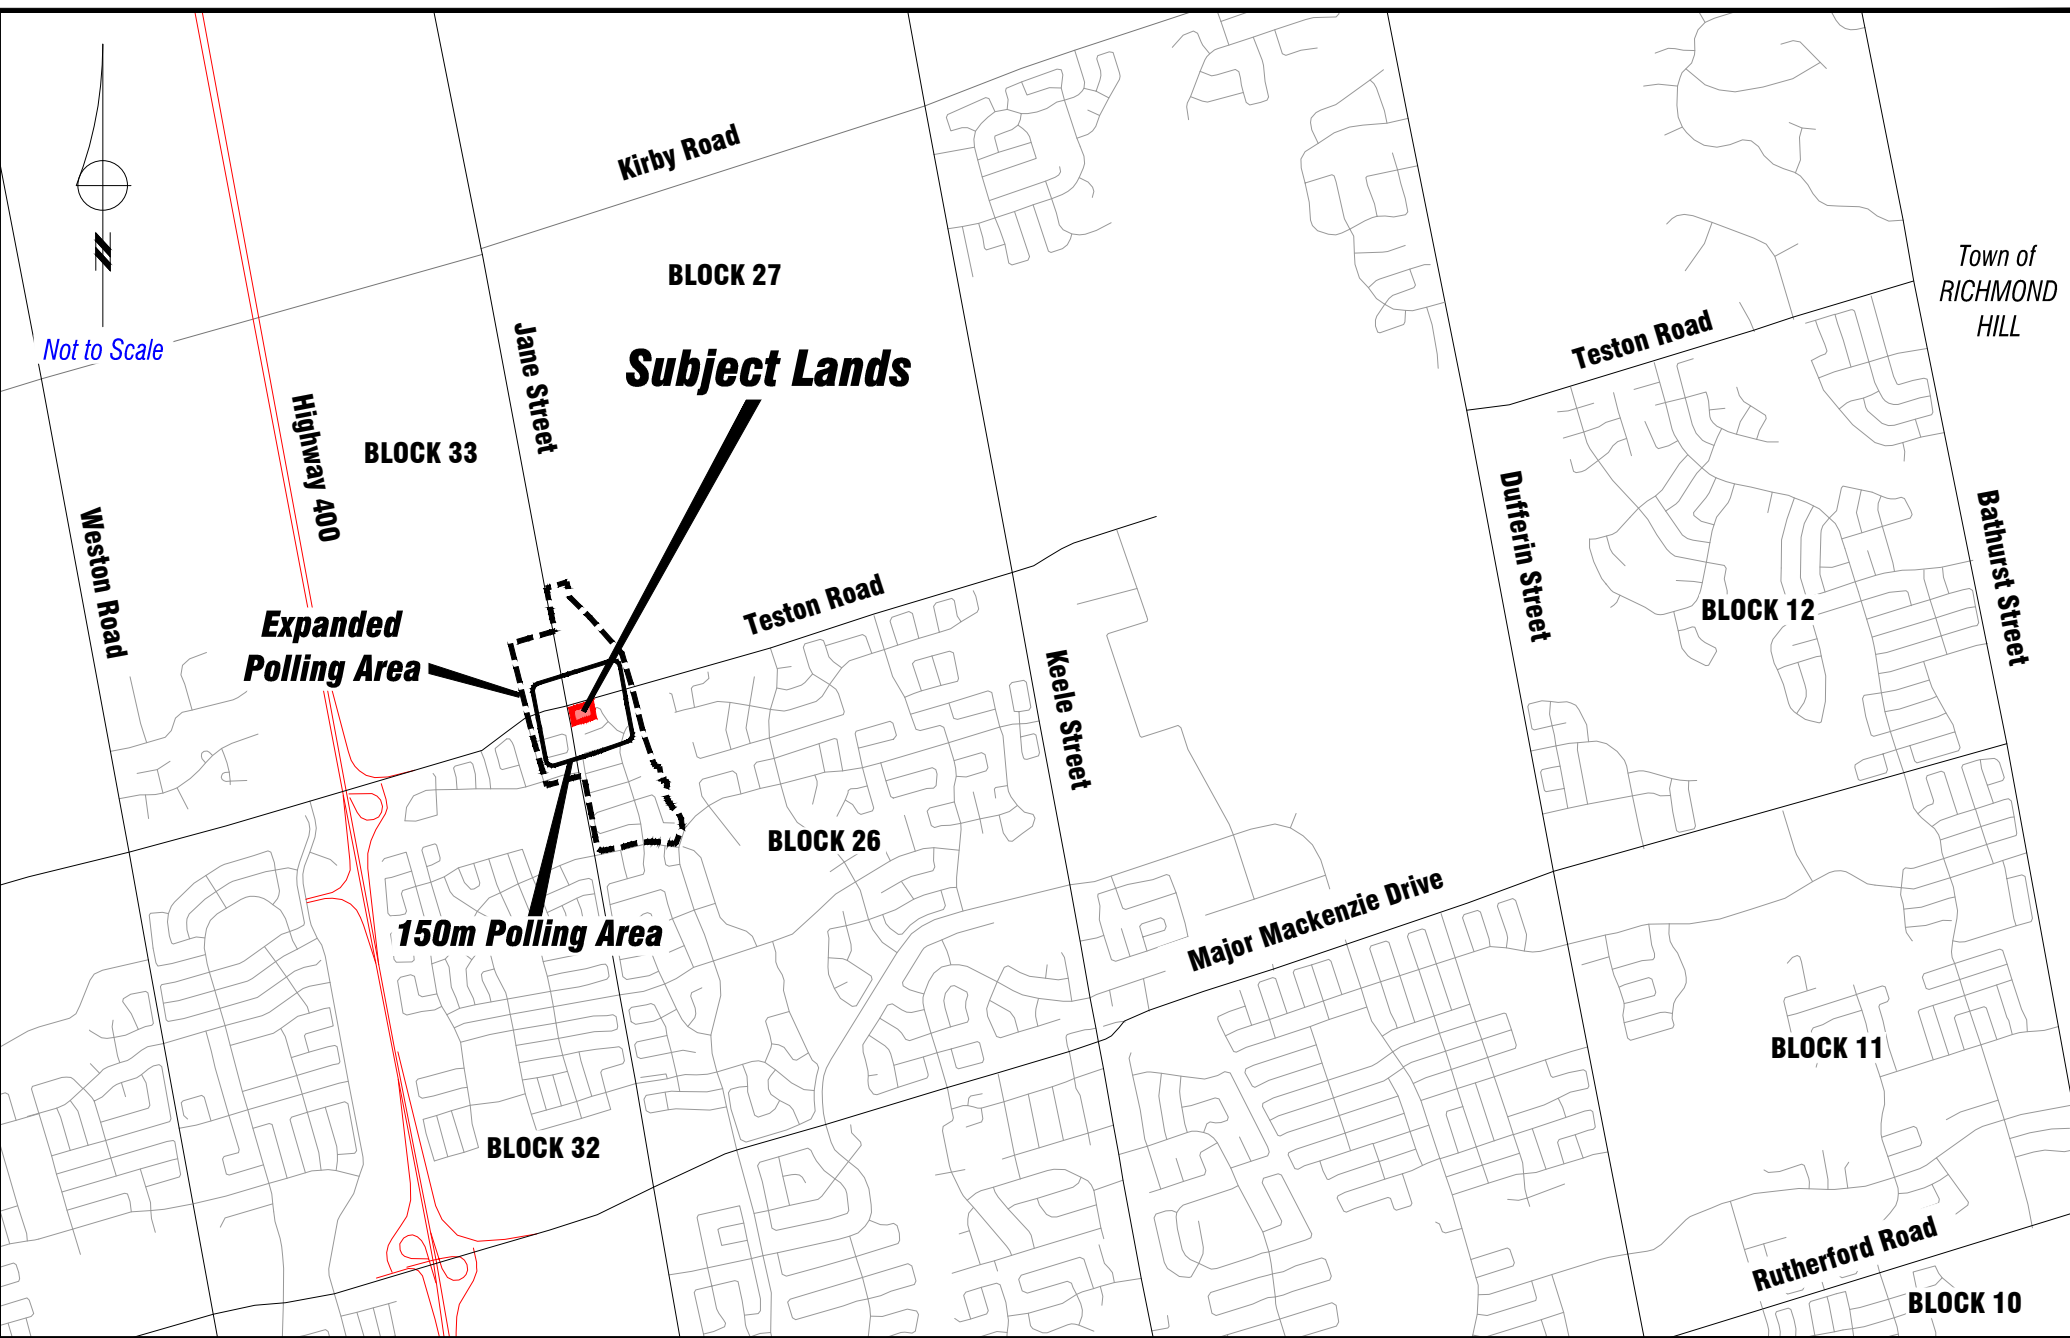 Kirby Road
BLOCK 27
Town of
RICHMOND
HILL
N
Not to Scale
Jane Street
Subject Lands
Teston Road
Highway 400
BLOCK 33
Weston Road
Dufferin Street
Bathurst Street
Expanded
Polling Area
Teston Road
BLOCK 12
Keele Street
BLOCK 26
150m Polling Area
Major Mackenzie Drive
BLOCK 11
BLOCK 32
Rutherford Road
BLOCK 10